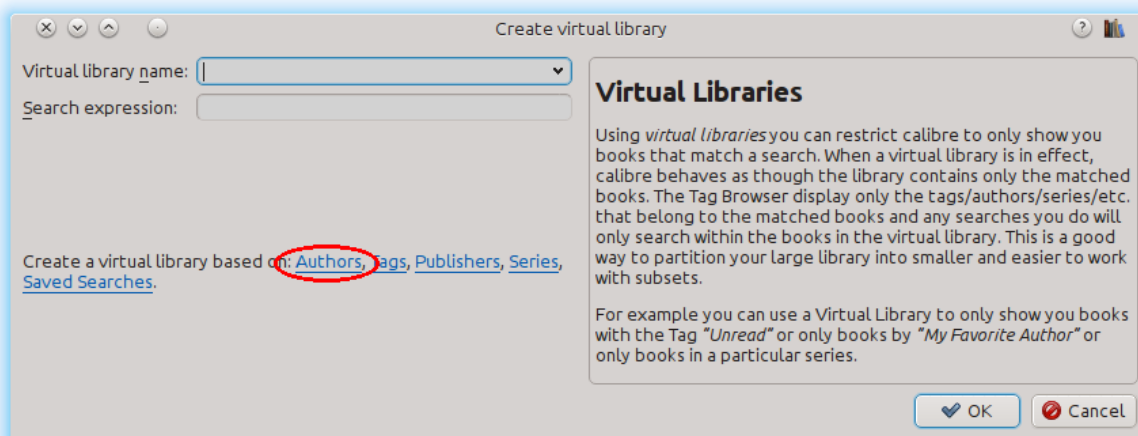 Create virtual library
Virtual library name:
Search expression:
Create a virtual library based on: Authors, Tags, Publishers, Series,
Saved Searches.
Virtual Libraries
Using virtual libraries you can restrict calibre to only show you
books that match a search. When a virtual library is in effect,
calibre behaves as though the library contains only the matched
books. The Tag Browser display only the tags/authors/series/etc.
that belong to the matched books and any searches you do will
only search within the books in the virtual library. This is a good
way to partition your large library into smaller and easier to work
with subsets.
For example you can use a Virtual Library to only show you books
with the Tag "Unread" or only books by "My Favorite Author" or
only books in a particular series.
OK
Cancel